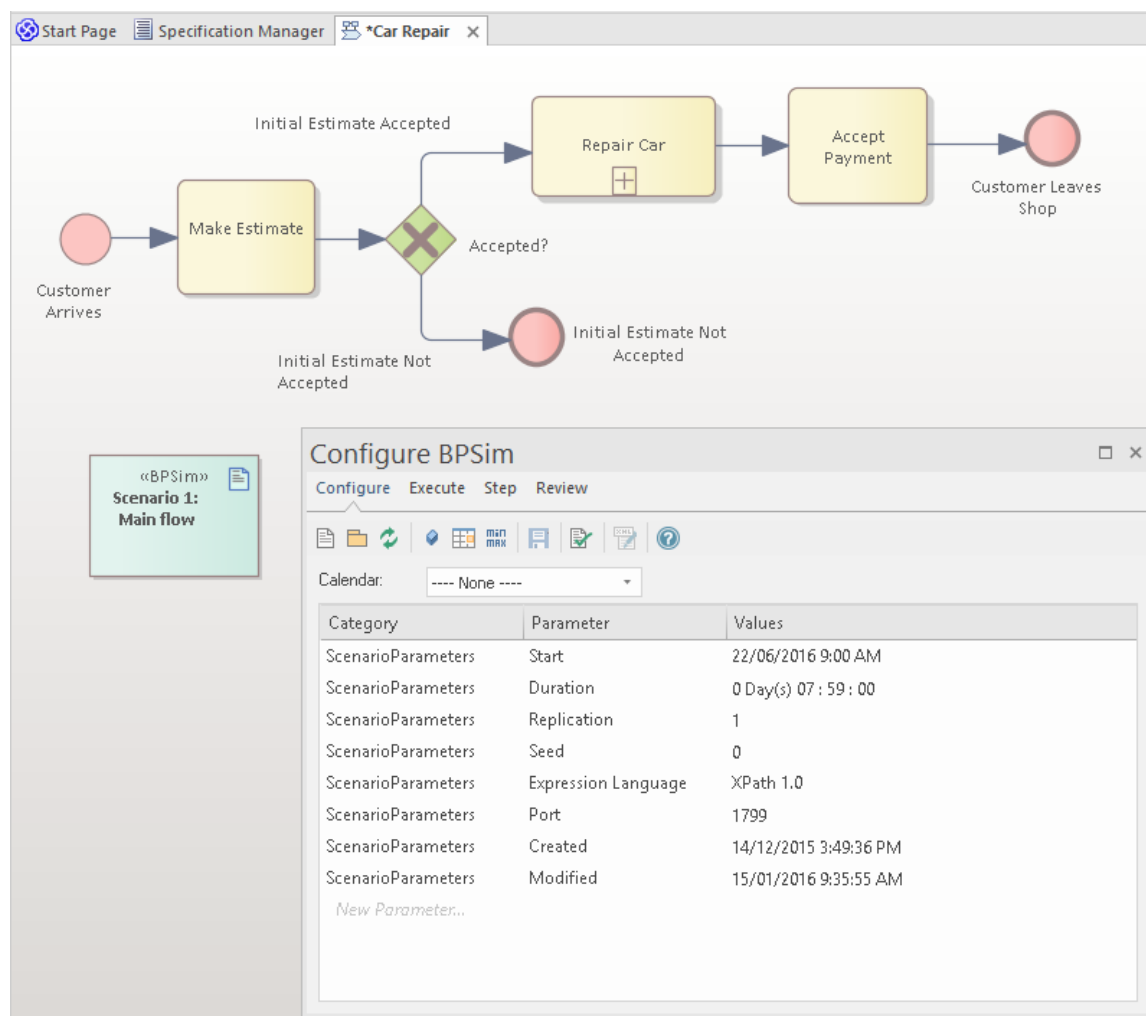 Start Page Specification Manager *Car Repair
Initial Estimate Accepted
Repair Car
Accept
Payment
Customer Leaves
Shop
Make Estimate
Accepted?
Customer
Arrives
Initial Estimate Not
Accepted
Initial Estimate Not
Accepted
«BPSim»
Scenario 1:
Main flow
Configure BPSim
Configure Execute Step Review
min
max
XML
Calendar: ---- None ----
Category Parameter Values
ScenarioParameters Start 22/06/2016 9:00 AM
ScenarioParameters Duration 0 Day(s) 07 : 59 : 00
ScenarioParameters Replication 1
ScenarioParameters Seed 0
ScenarioParameters Expression Language XPath 1.0
ScenarioParameters Port 1799
ScenarioParameters Created 14/12/2015 3:49:36 PM
ScenarioParameters Modified 15/01/2016 9:35:55 AM
New Parameter...